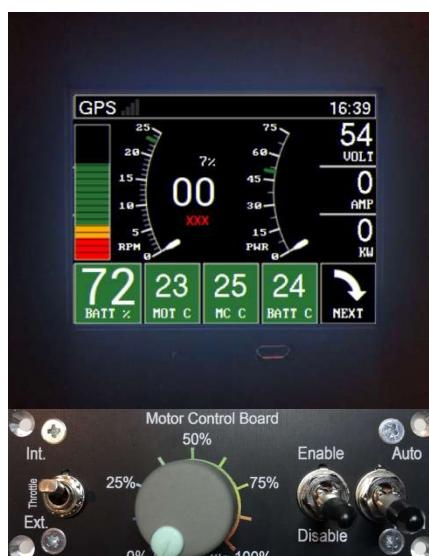 GPS 16:39
25 75 54
VOLT
20 7% 60
15 00 45 0
AMP
10 XXX 30
5 15 0
RPM 0 PWR 0 KW
72 23 25 24
BATT % MOT C MC C BATT C NEXT
Motor Control Board
50%
Int. Enable Auto
25% 75%
Throttle
Ext. Disable
0% 100%